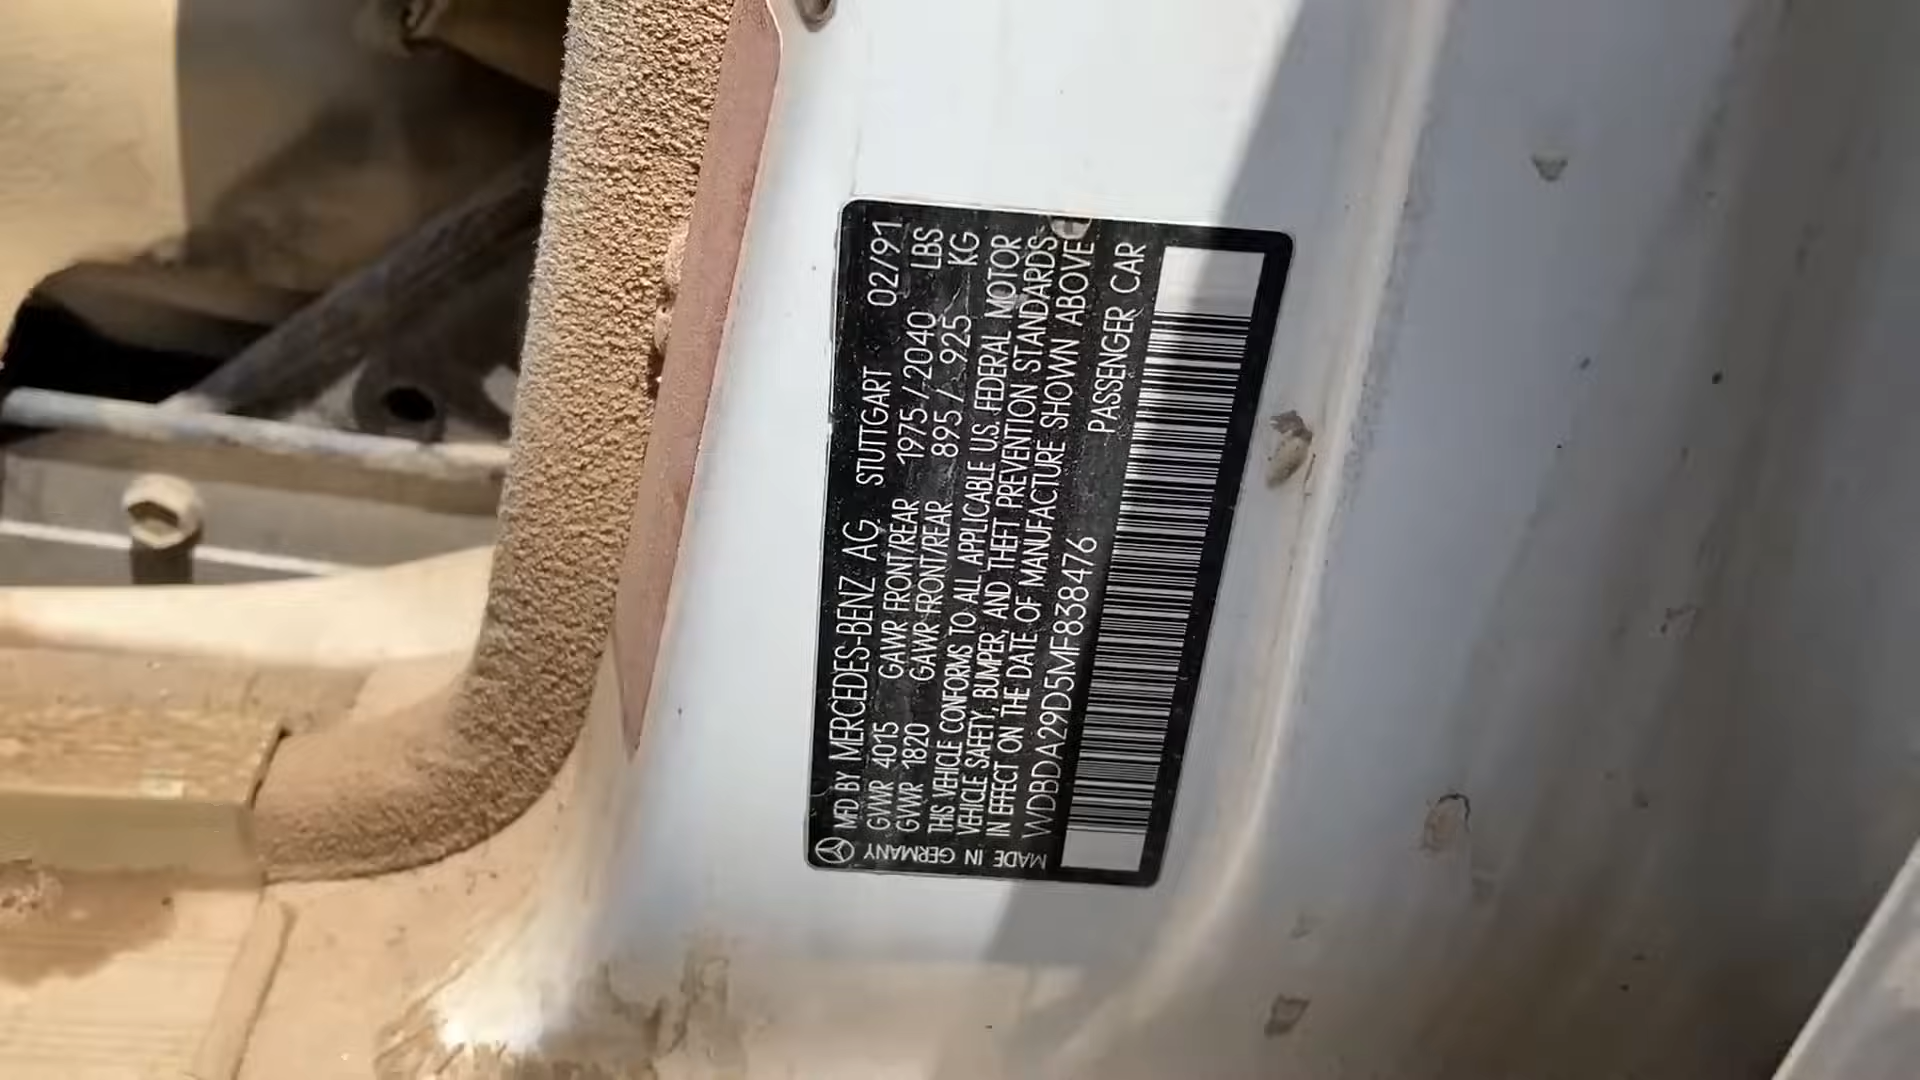 MFD BY MERCEDES-BENZ AG STUTTGART 02/91
GVWR 4015 GAWR FRONT/REAR 1975/2040 LBS
GVWR 1820 GAWR FRONT/REAR 895/925 KG
THIS VEHICLE CONFORMS TO ALL APPLICABLE U.S. FEDERAL MOTOR
VEHICLE SAFETY, BUMPER, AND THEFT PREVENTION STANDARDS
IN EFFECT ON THE DATE OF MANUFACTURE SHOWN ABOVE
WDBDA29D5MF838476 PASSENGER CAR
MADE IN GERMANY